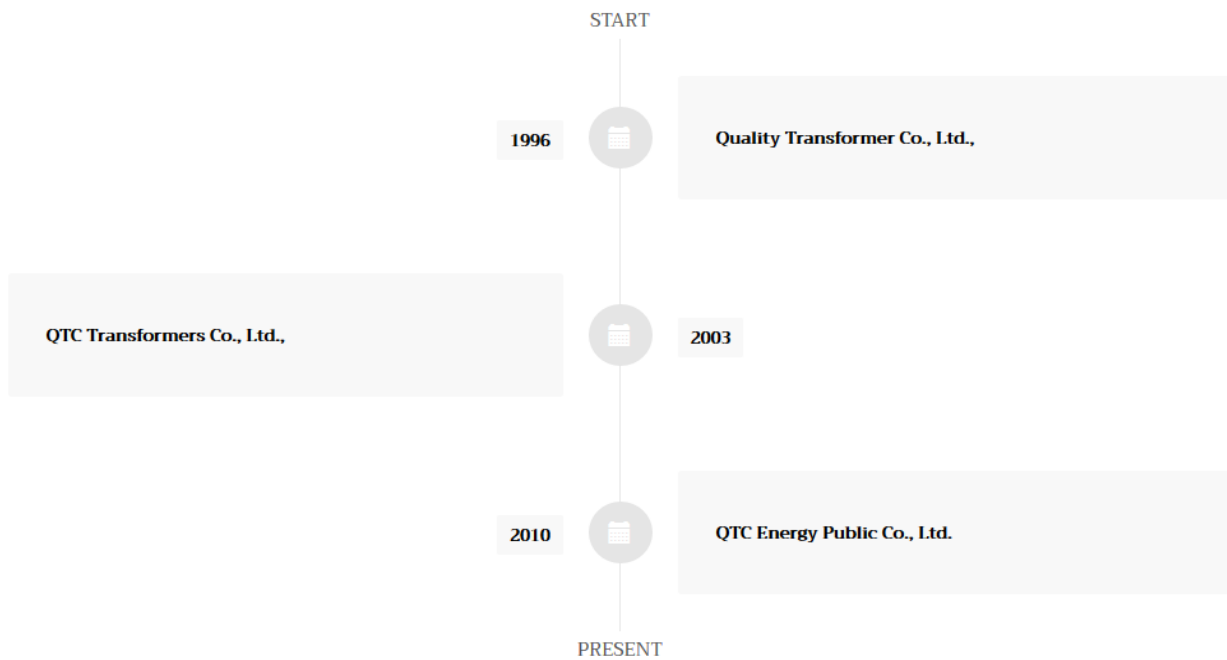 START
1996
Quality Transformer Co., Ltd.,
QTC Transformers Co., Ltd.,
2003
2010
QTC Energy Public Co., Ltd.
PRESENT